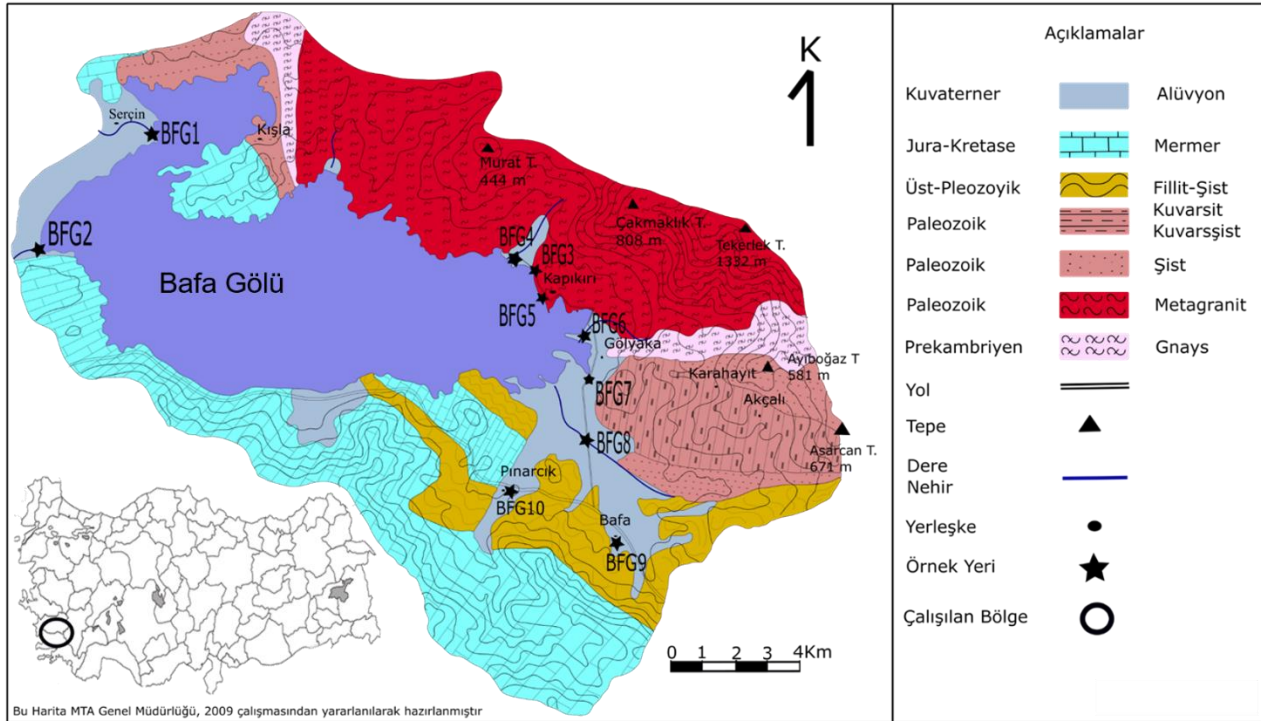 K
Serçin
BFG1
Kışla
Murat T.
444 m
Çakmaklık T.
808 m
Tekerlek T.
1332 m
BFG2
BFG4
BFG3
Kapıkırı
Bafa Gölü
BFG5
BFG6
Gölyaka
Ayıboğaz T
581 m
Karahayıt
BFG7
Akçalı
BFG8
Asarcan T.
671 m
Pınarcık
BFG10
Bafa
BFG9
0 1 2 3 4Km
Bu Harita MTA Genel Müdürlüğü, 2009 çalışmasından yararlanılarak hazırlanmıştır
Açıklamalar
Kuvaterner Alüvyon
Jura-Kretase Mermer
Üst-Pleozoyik Fillit-Şist
Paleozoik Kuvarsit
Kuvarsşist
Paleozoik Şist
Paleozoik Metagranit
Prekambriyen Gnays
Yol
Tepe
Dere
Nehir
Yerleşke
Örnek Yeri
Çalışılan Bölge